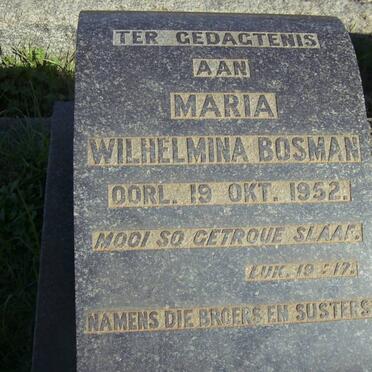 TER GEDAGTENIS
AAN
MARIA
WILHELMINA BOSMAN
OORL. 19 OKT. 1952.
MOOI SO GETROUE SLAAF.
LUK. 19:17.
NAMENS DIE BROERS EN SUSTERS